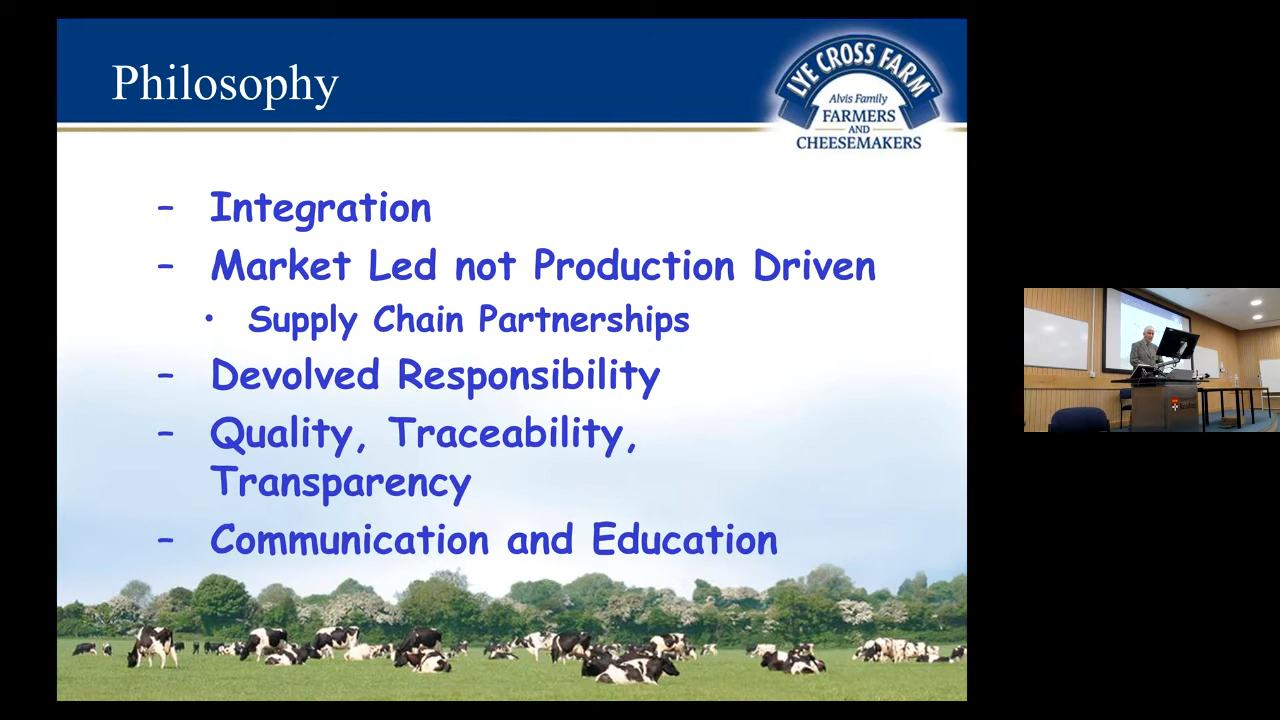 Philosophy
LYE CROSS FARM
Alvis Family
FARMERS
AND
CHEESEMAKERS
– Integration
– Market Led not Production Driven
• Supply Chain Partnerships
– Devolved Responsibility
– Quality, Traceability,
Transparency
– Communication and Education